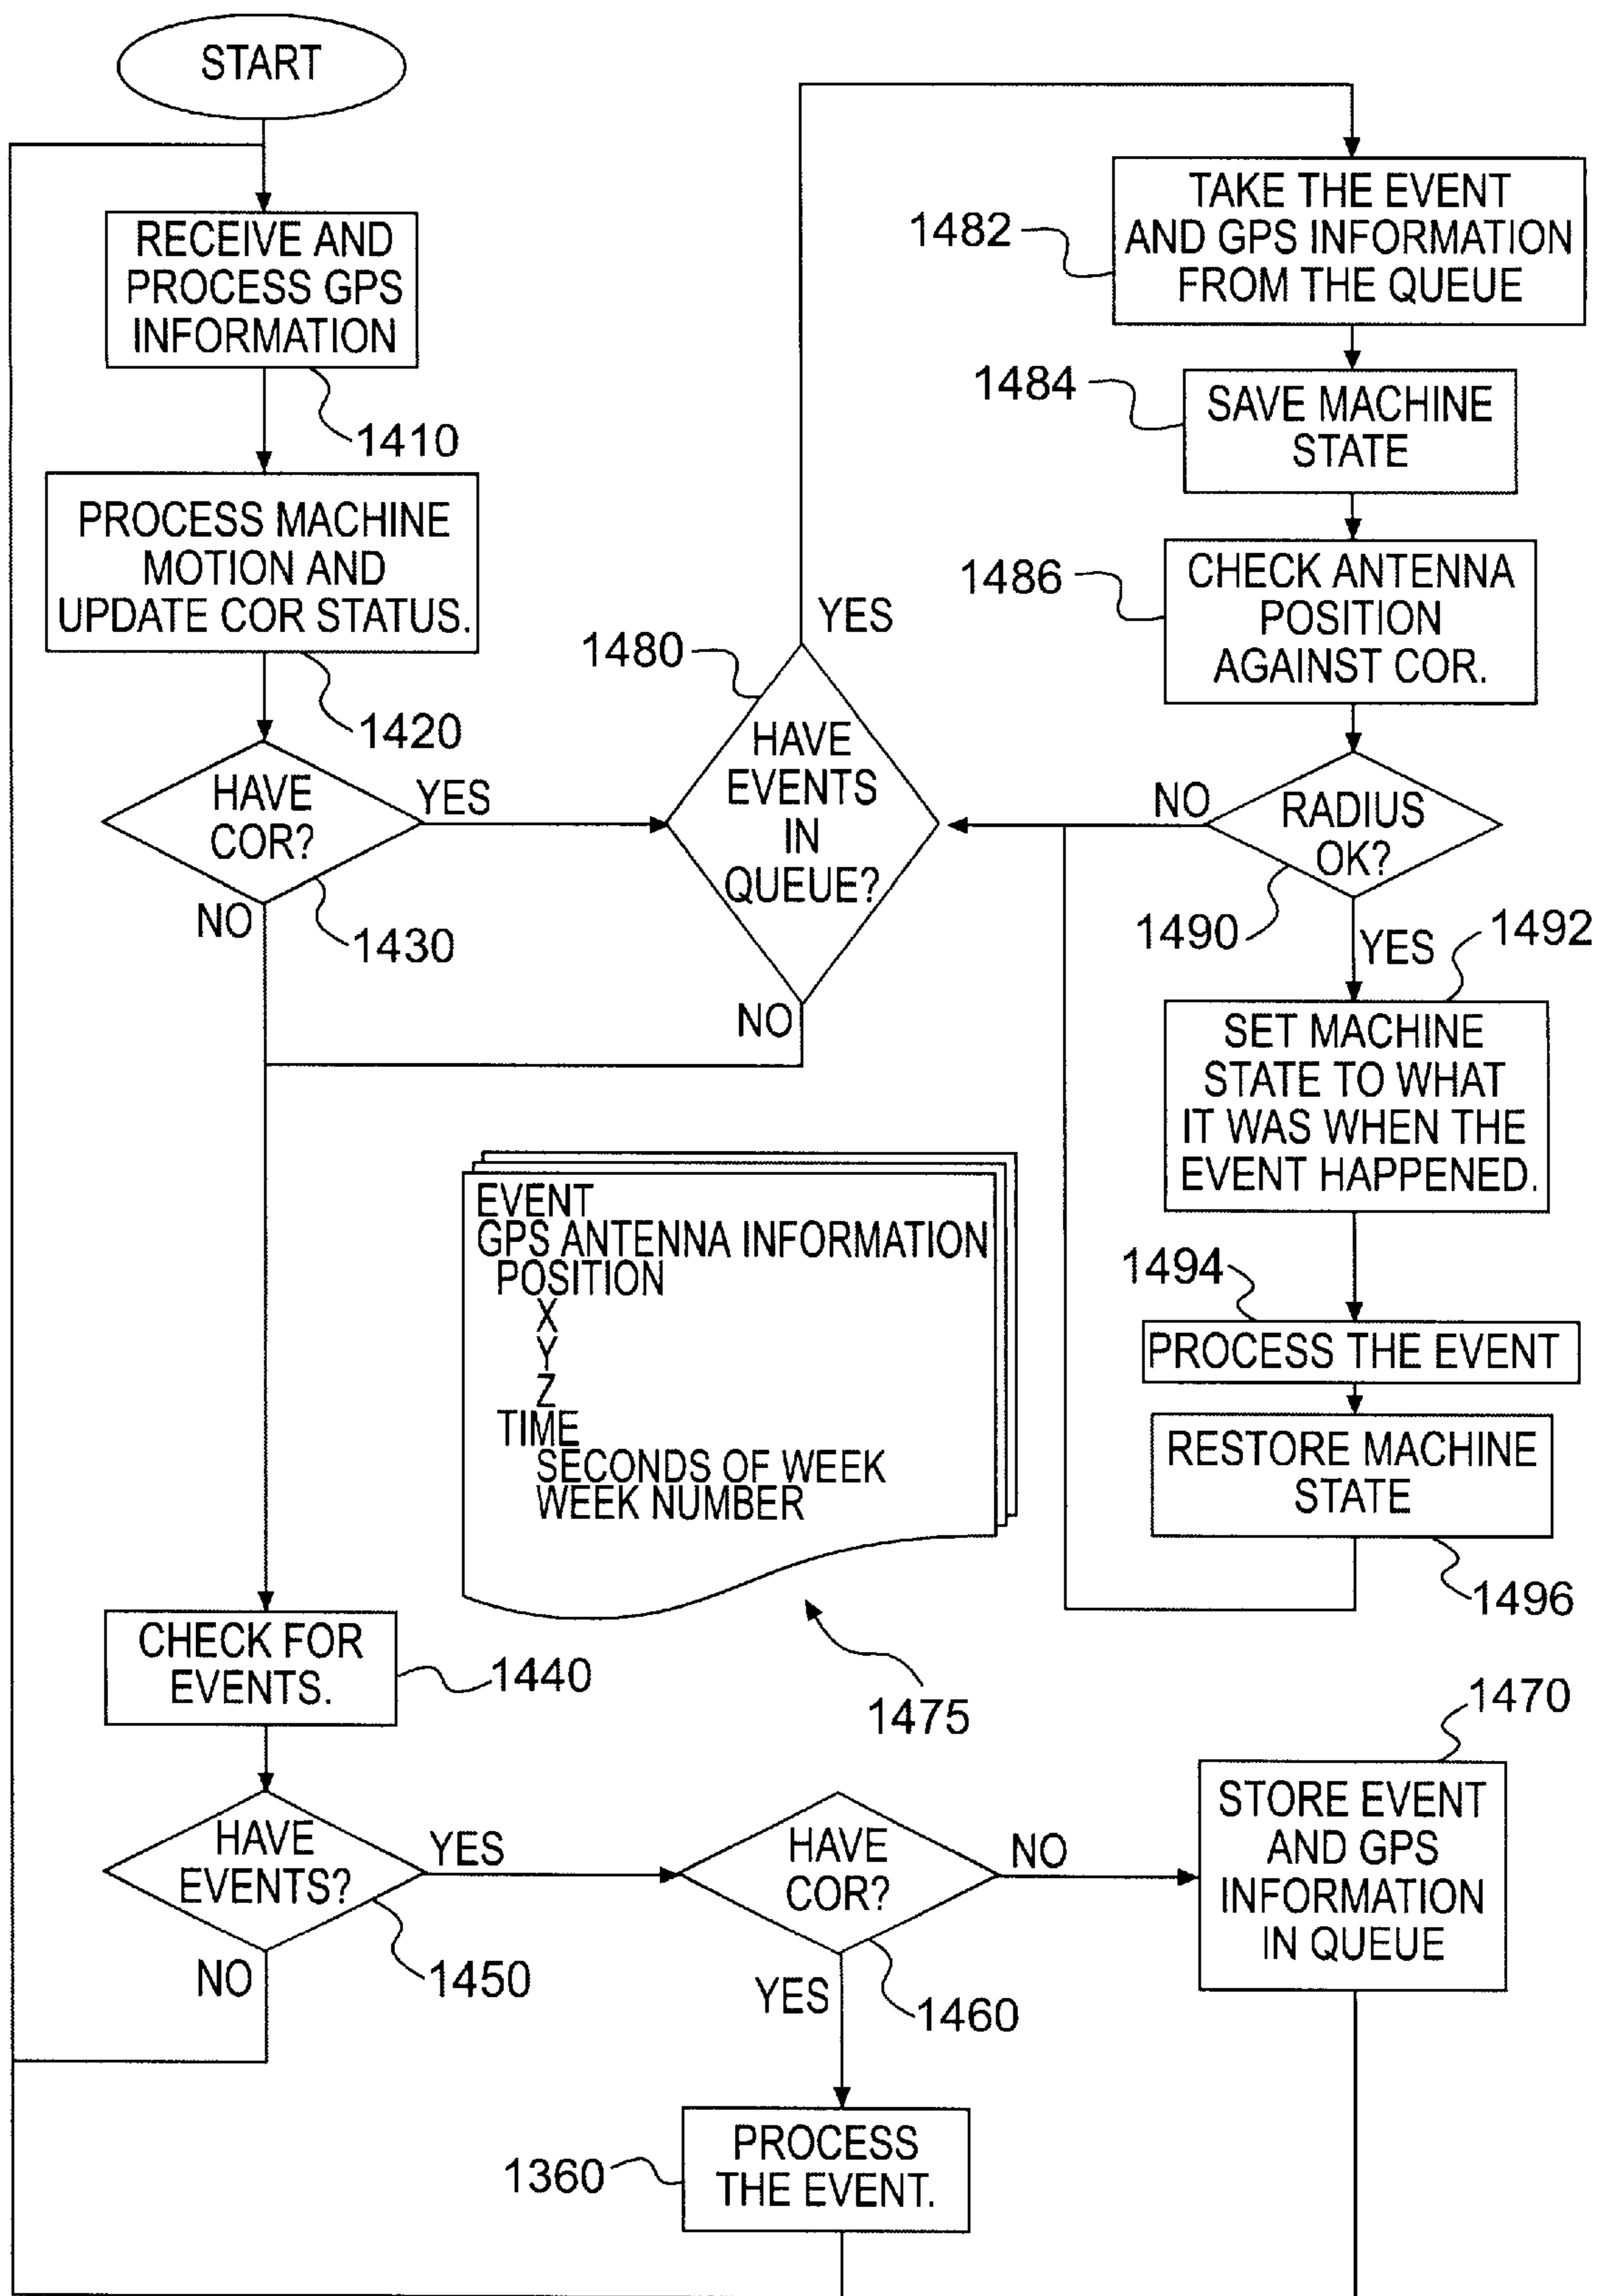 START
RECEIVE AND
PROCESS GPS
INFORMATION
1410
PROCESS MACHINE
MOTION AND
UPDATE COR STATUS.
1420
HAVE
COR?
YES
NO
1430
1480
HAVE
EVENTS
IN
QUEUE?
YES
NO
1482
TAKE THE EVENT
AND GPS INFORMATION
FROM THE QUEUE
1484
SAVE MACHINE
STATE
1486
CHECK ANTENNA
POSITION
AGAINST COR.
NO
RADIUS
OK?
1490
YES
1492
SET MACHINE
STATE TO WHAT
IT WAS WHEN THE
EVENT HAPPENED.
1494
PROCESS THE EVENT
RESTORE MACHINE
STATE
1496
EVENT
GPS ANTENNA INFORMATION
POSITION
X
Y
Z
TIME
SECONDS OF WEEK
WEEK NUMBER
1475
CHECK FOR
EVENTS.
1440
HAVE
EVENTS?
YES
NO
1450
HAVE
COR?
NO
YES
1460
1470
STORE EVENT
AND GPS
INFORMATION
IN QUEUE
1360
PROCESS
THE EVENT.